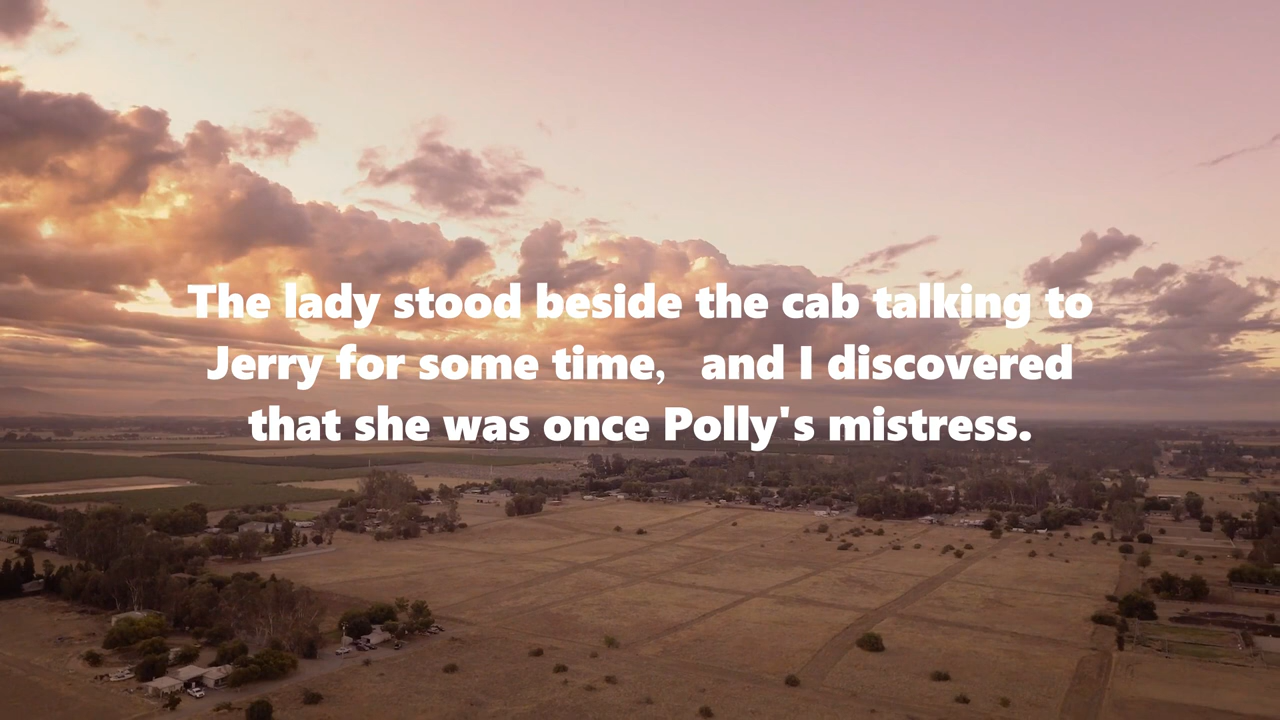 The lady stood beside the cab talking to
Jerry for some time， and I discovered
that she was once Polly's mistress.